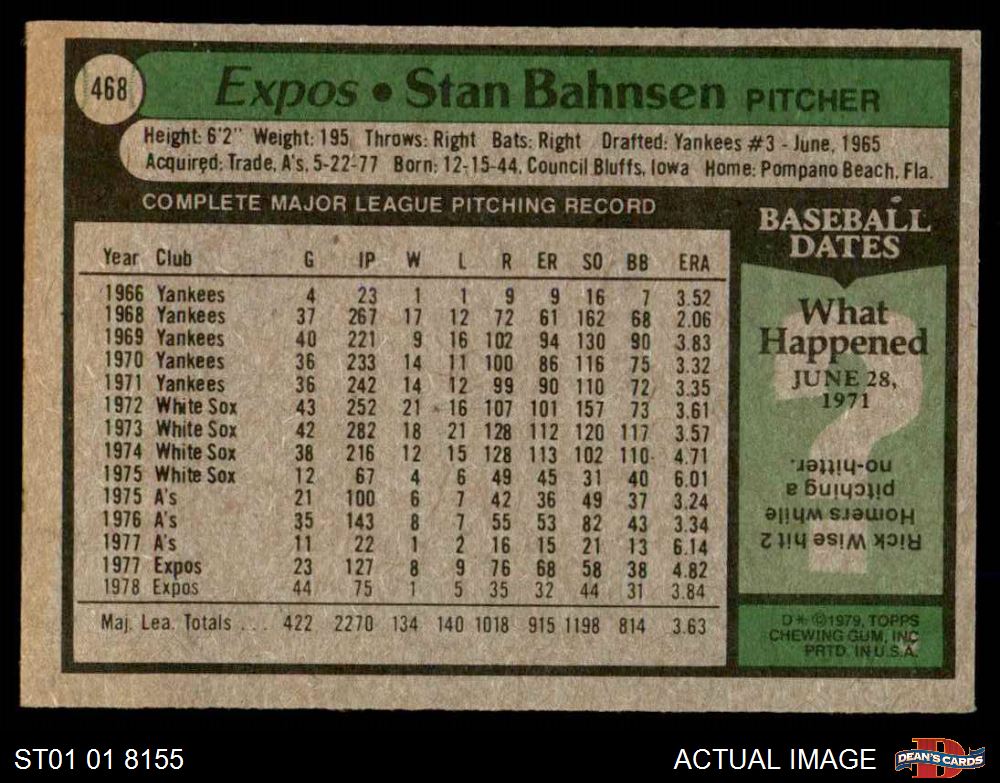 468
Expos • Stan Bahnsen PITCHER
Height: 6'2" Weight: 195 Throws: Right Bats: Right Drafted: Yankees #3 - June, 1965
Acquired: Trade, A's, 5-22-77 Born: 12-15-44, Council Bluffs, Iowa Home: Pompano Beach, Fla.
COMPLETE MAJOR LEAGUE PITCHING RECORD
Year Club G IP W L R ER SO BB ERA
1966 Yankees 4 23 1 1 9 9 16 7 3.52
1968 Yankees 37 267 17 12 72 61 162 68 2.06
1969 Yankees 40 221 9 16 102 94 130 90 3.83
1970 Yankees 36 233 14 11 100 86 116 75 3.32
1971 Yankees 36 242 14 12 99 90 110 72 3.35
1972 White Sox 43 252 21 16 107 101 157 73 3.61
1973 White Sox 42 282 18 21 128 112 120 117 3.57
1974 White Sox 38 216 12 15 128 113 102 110 4.71
1975 White Sox 12 67 4 6 49 45 31 40 6.01
1975 A's 21 100 6 7 42 36 49 37 3.24
1976 A's 35 143 8 7 55 53 82 43 3.34
1977 A's 11 22 1 2 16 15 21 13 6.14
1977 Expos 23 127 8 9 76 68 58 38 4.82
1978 Expos 44 75 1 5 35 32 44 31 3.84
Maj. Lea. Totals ... 422 2270 134 140 1018 915 1198 814 3.63
BASEBALL
DATES
What
Happened
JUNE 28,
1971
?
Rick Wise hit 2
Homers while
pitching a
no-hitter.
D* ©1979, TOPPS
CHEWING GUM, INC
PRTD. IN U.S.A.
ST01 01 8155
ACTUAL IMAGE
D
DEAN'S CARDS